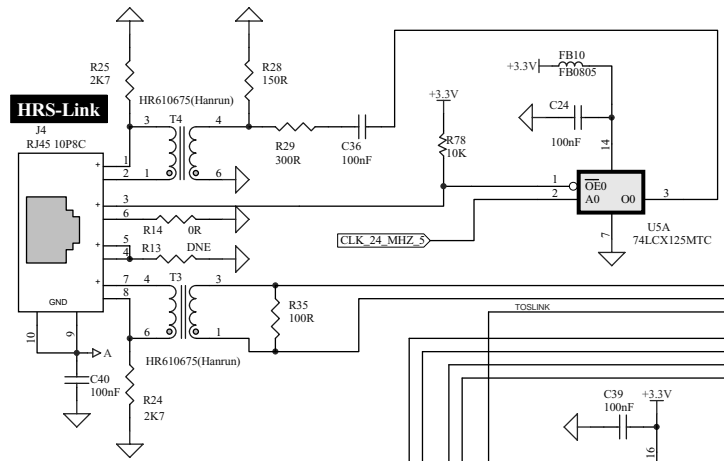 R25
2K7
R28
150R
FB10
+3.3V
FB0805
HR610675(Hanrun)
HRS-Link
J4
RJ45 10P8C
3
T4
4
+3.3V
C24
100nF
14
R29
300R
C36
100nF
R78
10K
+
1
2
1
6
+
3
6
R14
0R
1
OE0
2
A0
O0
3
U5A
74LCX125MTC
7
CLK_24_MHZ_5
5
4
R13
DNE
+
7
8
4
T3
3
R35
100R
TOSLINK
GND
10
9
A
6
1
HR610675(Hanrun)
C40
100nF
R24
2K7
C39
100nF
+3.3V
16